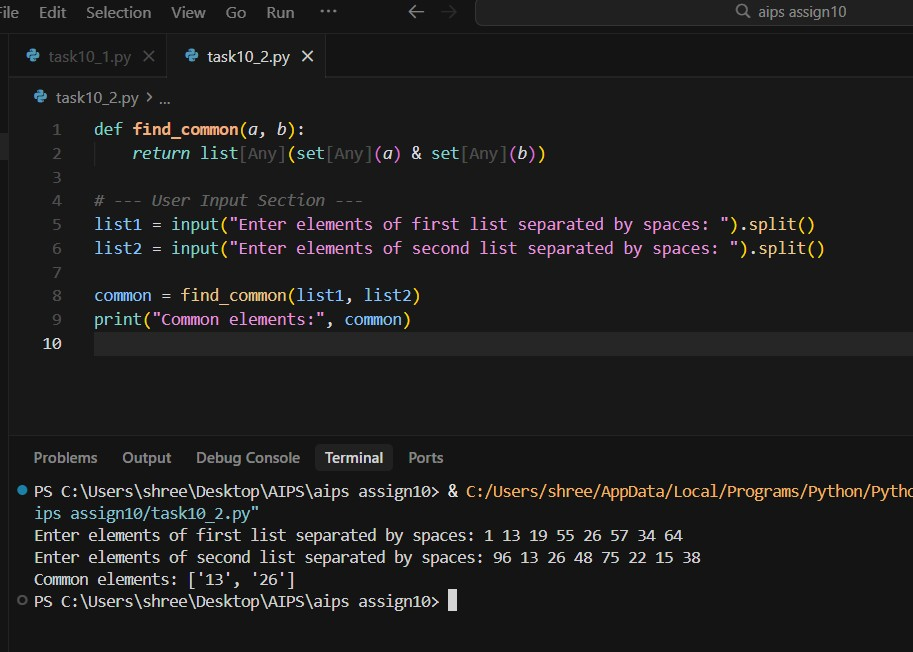 File Edit Selection View Go Run ··· ← → aips assign10
task10_1.py × task10_2.py ×
task10_2.py > ...
1 def find_common(a, b):
2 return list[Any](set[Any](a) & set[Any](b))
3
4 # --- User Input Section ---
5 list1 = input("Enter elements of first list separated by spaces: ").split()
6 list2 = input("Enter elements of second list separated by spaces: ").split()
7
8 common = find_common(list1, list2)
9 print("Common elements:", common)
10
Problems Output Debug Console Terminal Ports
PS C:\Users\shree\Desktop\AIPS\aips assign10> & C:/Users/shree/AppData/Local/Programs/Python/Pytho
ips assign10/task10_2.py"
Enter elements of first list separated by spaces: 1 13 19 55 26 57 34 64
Enter elements of second list separated by spaces: 96 13 26 48 75 22 15 38
Common elements: ['13', '26']
PS C:\Users\shree\Desktop\AIPS\aips assign10>